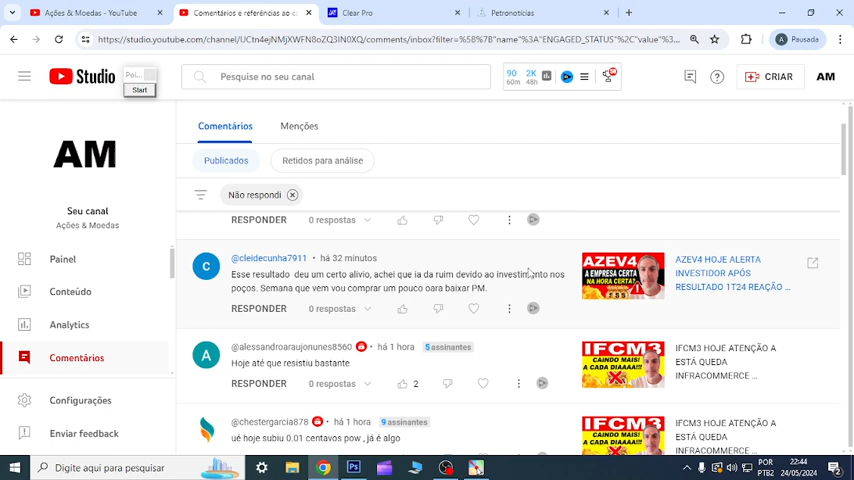 Ações & Moedas - YouTube
Comentários e referências ao c
Clear Pro
Petronotícias
https://studio.youtube.com/channel/UCtn4ejNMjXWFN8oZQ3IN0XQ/comments/inbox?filter=%5B%7B"name"%3A"ENGAGED_STATUS"%2C"value"%...
A Pausada
Studio
Poi...
Start
Pesquise no seu canal
90 60m 2K 48h
CRIAR
AM
Comentários Menções
AM
Publicados Retidos para análise
Não respondi
Seu canal
Ações & Moedas
Painel
Conteúdo
Analytics
Comentários
Configurações
Enviar feedback
RESPONDER 0 respostas
C
@cleidecunha7911 • há 32 minutos
Esse resultado deu um certo alivio, achei que ia da ruim devido ao investimento nos
poços. Semana que vem vou comprar um pouco oara baixar PM.
RESPONDER 0 respostas
AZEV4
A EMPRESA CERTA
NA HORA CERTA?
AZEV4 HOJE ALERTA
INVESTIDOR APÓS
RESULTADO 1T24 REAÇÃO ...
A
@alessandroaraujonunes8560 • há 1 hora 5 assinantes
Hoje até que resistiu bastante
RESPONDER 0 respostas 2
IFCM3
CAINDO MAIS!
A CADA DIAAAA!!!
IFCM3 HOJE ATENÇÃO A
ESTÁ QUEDA
INFRACOMMERCE ...
@chestergarcia878 • há 1 hora 9 assinantes
ué hoje subiu 0.01 centavos pow , já é algo
IFCM3
CAINDO MAIS!
A CADA DIAAAA!!!
IFCM3 HOJE ATENÇÃO A
ESTÁ QUEDA
INFRACOMMERCE ...
Digite aqui para pesquisar
POR
PTB2
22:44
24/05/2024
2